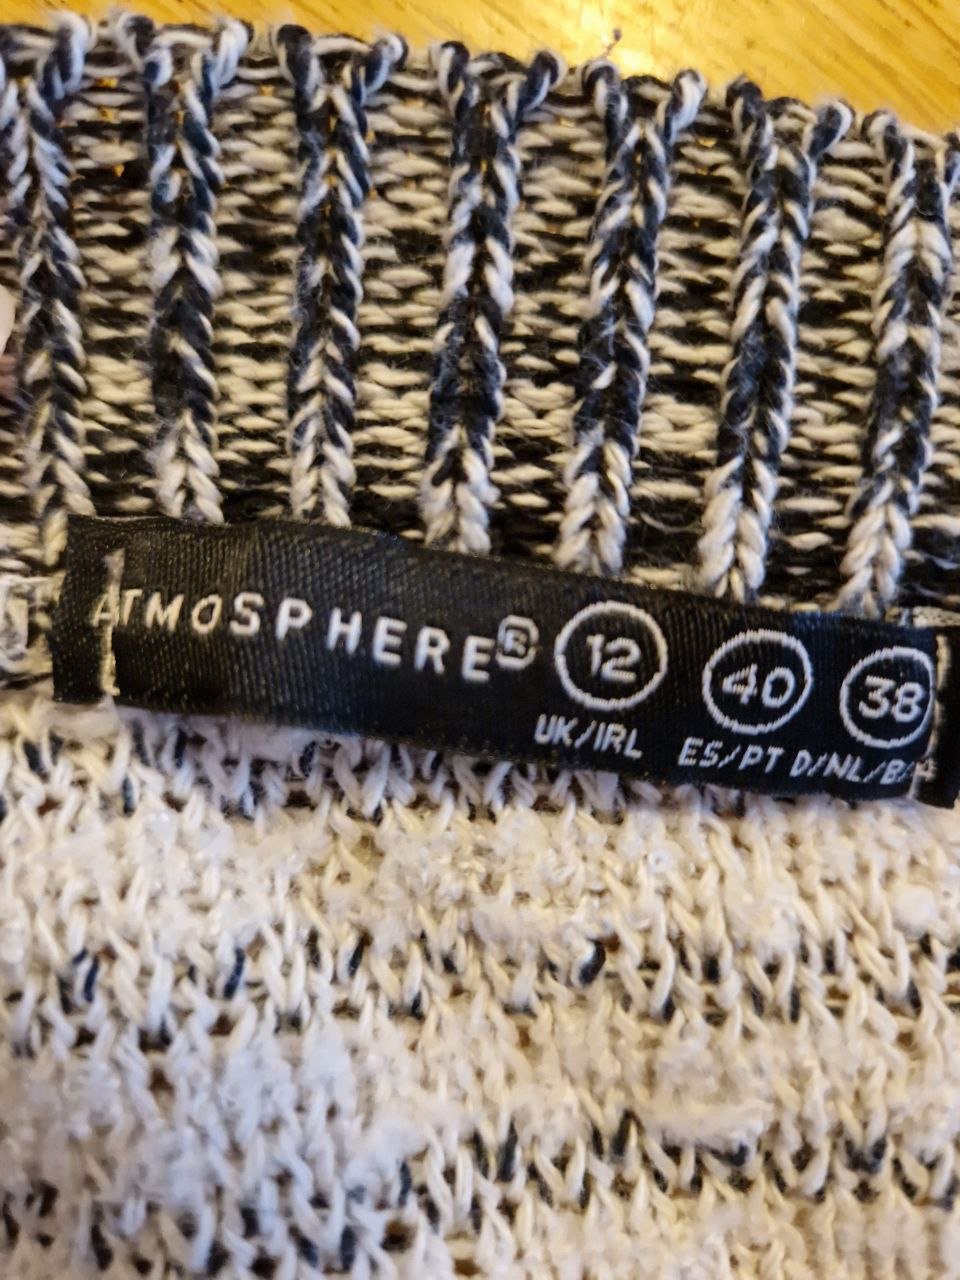 ATMOSPHERE® 12 40 38
UK/IRL ES/PT D/NL/B/A